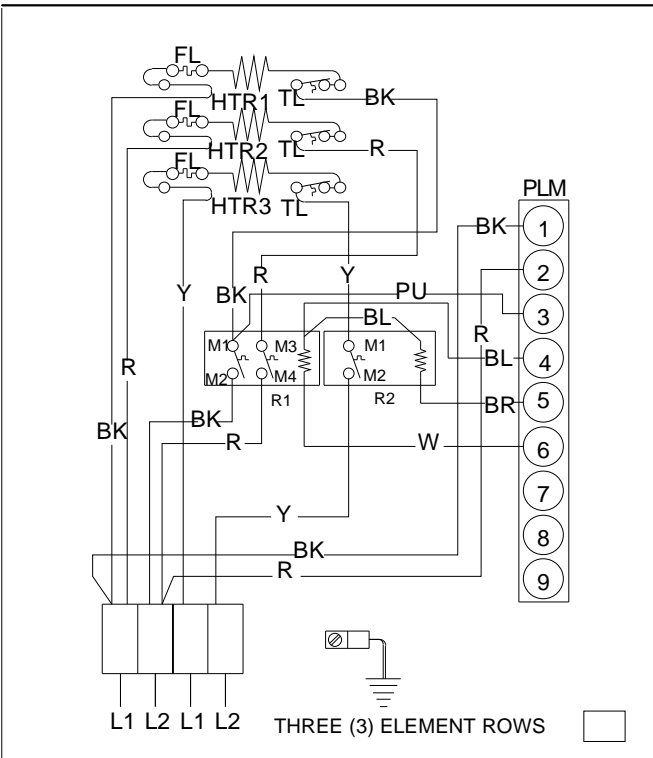 FL
HTR1 TL BK
FL
HTR2 TL R
FL
HTR3 TL
PLM
BK 1
2
Y R Y
BK PU 3
R
BL
M1 M3 M1
BL 4
R
M2 M4 M2
R1 R2
BR 5
BK
BK
R W 6
7
Y
8
BK
R 9
L1 L2 L1 L2
THREE (3) ELEMENT ROWS